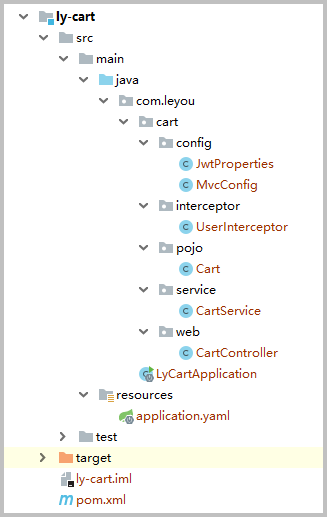 ly-cart
src
main
java
com.leyou
cart
config
JwtProperties
MvcConfig
interceptor
UserInterceptor
pojo
Cart
service
CartService
web
CartController
LyCartApplication
resources
application.yaml
test
target
ly-cart.iml
pom.xml